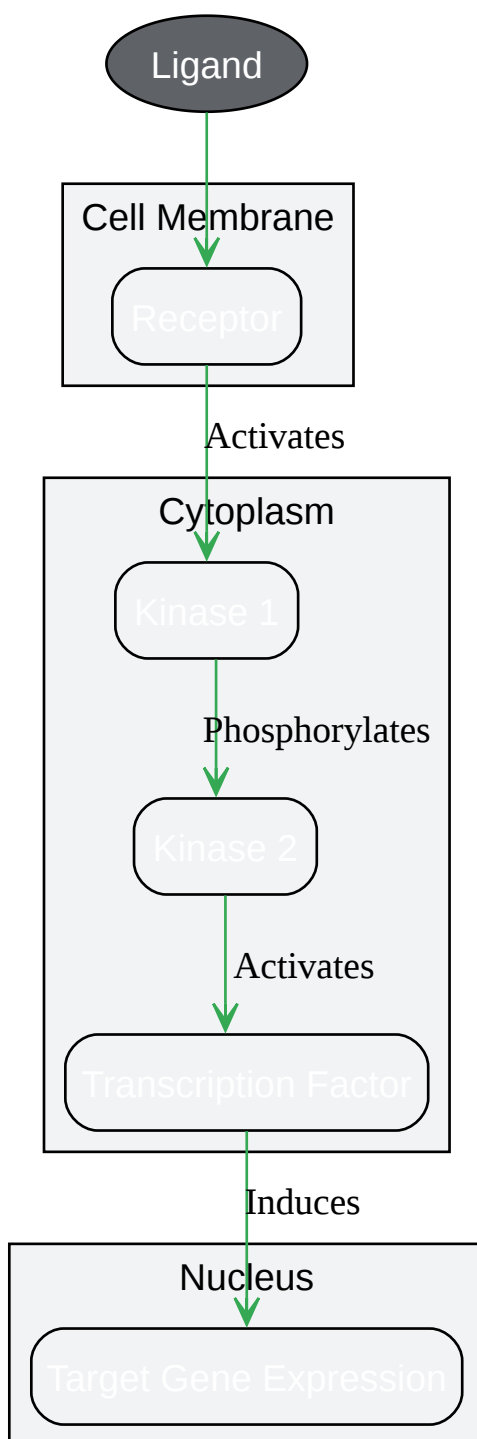 Ligand
Cell Membrane
Receptor
Activates
Cytoplasm
Kinase 1
Phosphorylates
Kinase 2
Activates
Transcription Factor
Induces
Nucleus
Target Gene Expression